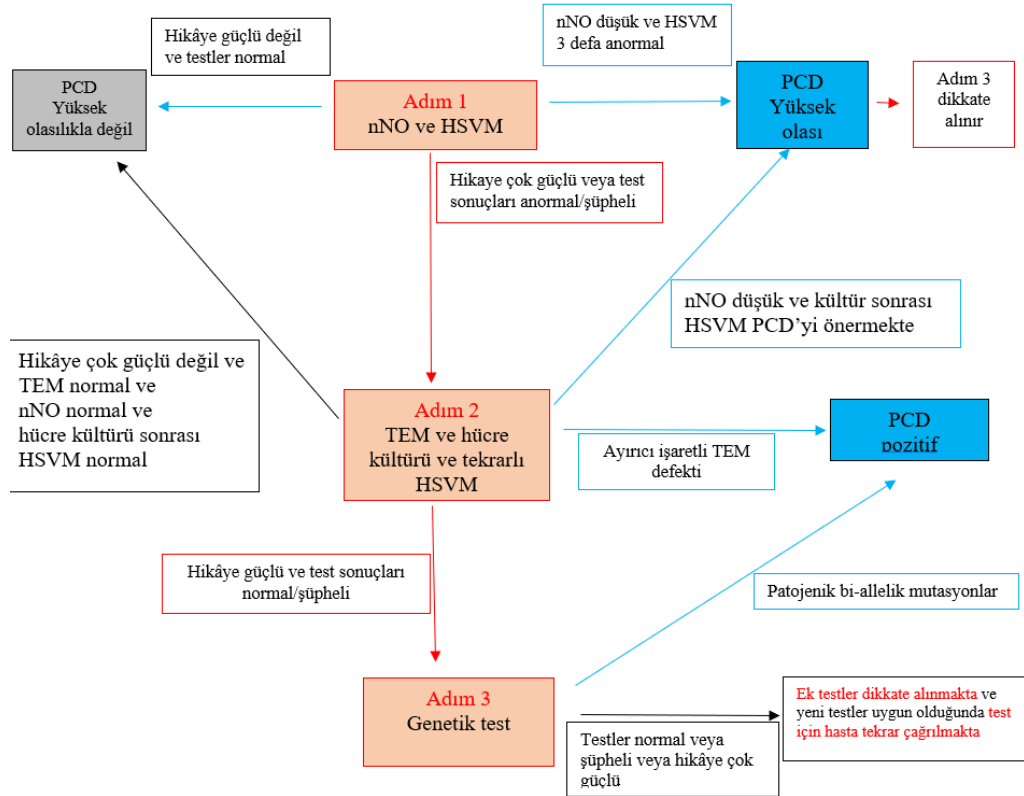 Hikâye güçlü değil
ve testler normal
nNO düşük ve HSVM
3 defa anormal
PCD
Yüksek
olasılıkla değil
Adım 1
nNO ve HSVM
PCD
Yüksek
olası
Adım 3
dikkate
alınır
Hikaye çok güçlü veya test
sonuçları anormal/şüpheli
nNO düşük ve kültür sonrası
HSVM PCD’yi önermekte
Hikâye çok güçlü değil ve
TEM normal ve
nNO normal ve
hücre kültürü sonrası
HSVM normal
Adım 2
TEM ve hücre
kültürü ve tekrarlı
HSVM
PCD
pozitif
Ayırıcı işaretli TEM
defekti
Hikâye güçlü ve test sonuçları
normal/şüpheli
Patojenik bi-allelik mutasyonlar
Adım 3
Genetik test
Ek testler dikkate alınmakta ve
yeni testler uygun olduğunda test
için hasta tekrar çağrılmakta
Testler normal veya
şüpheli veya hikâye çok
güçlü